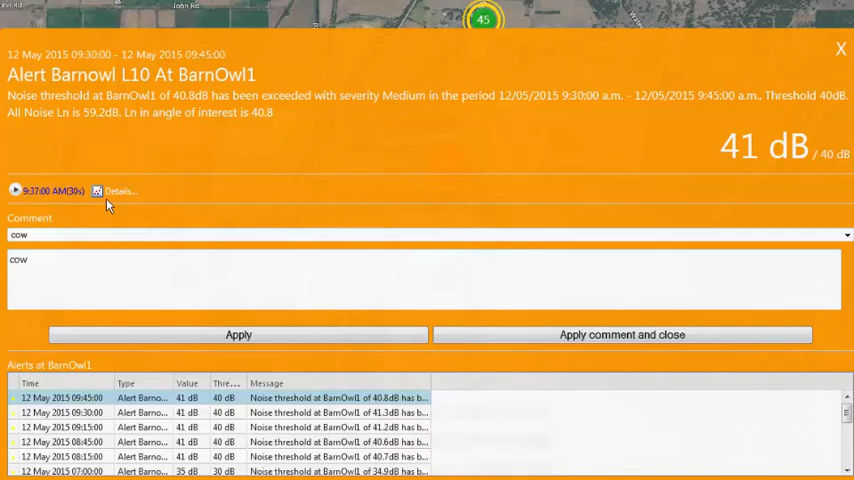 ohn Rd
John Rd
45
12 May 2015 09:30:00 - 12 May 2015 09:45:00
X
Alert Barnowl L10 At BarnOwl1
Noise threshold at BarnOwl1 of 40.8dB has been exceeded with severity Medium in the period 12/05/2015 9:30:00 a.m. - 12/05/2015 9:45:00 a.m.. Threshold 40dB.
All Noise Ln is 59.2dB. Ln in angle of interest is 40.8
41 dB / 40 dB
9:37:00 AM(30s) Details...
Comment
cow
cow
Apply Apply comment and close
Alerts at BarnOwl1
Time Type Value Thre... Message
12 May 2015 09:45:00 Alert Barno... 41 dB 40 dB Noise threshold at BarnOwl1 of 40.8dB has b...
12 May 2015 09:30:00 Alert Barno... 41 dB 40 dB Noise threshold at BarnOwl1 of 41.3dB has b...
12 May 2015 09:15:00 Alert Barno... 41 dB 40 dB Noise threshold at BarnOwl1 of 41.2dB has b...
12 May 2015 08:45:00 Alert Barno... 41 dB 40 dB Noise threshold at BarnOwl1 of 40.6dB has b...
12 May 2015 08:15:00 Alert Barno... 41 dB 40 dB Noise threshold at BarnOwl1 of 40.7dB has b...
12 May 2015 07:00:00 Alert Barno... 35 dB 30 dB Noise threshold at BarnOwl1 of 34.9dB has b...